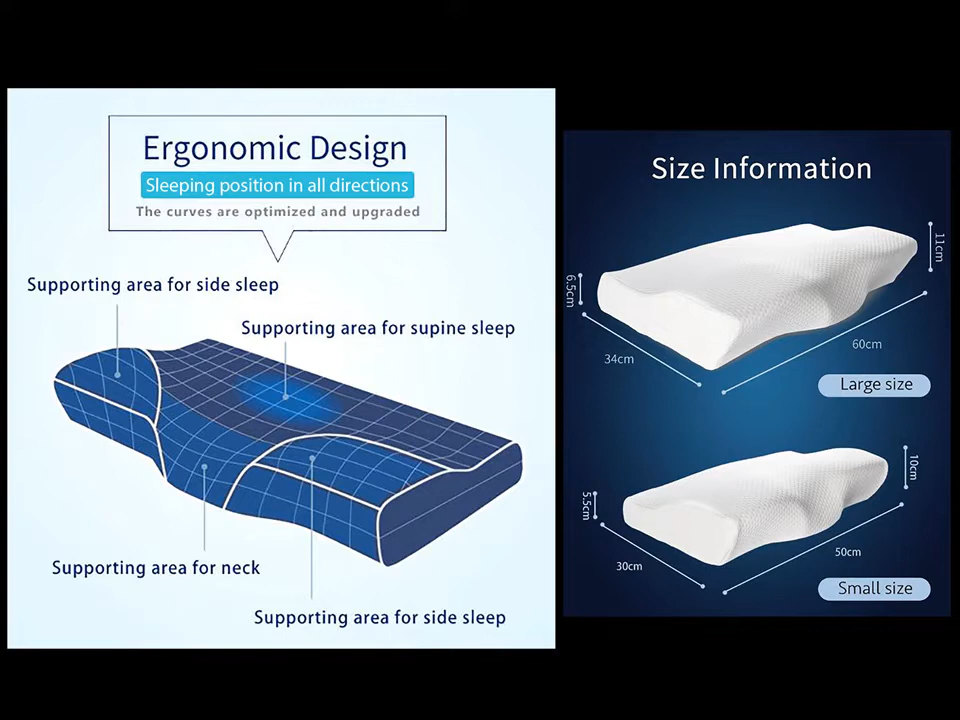 Ergonomic Design
Sleeping position in all directions
The curves are optimized and upgraded
Supporting area for side sleep
Supporting area for supine sleep
Supporting area for neck
Supporting area for side sleep
Size Information
11cm
6.5cm
34cm
60cm
Large size
10cm
5.5cm
30cm
50cm
Small size